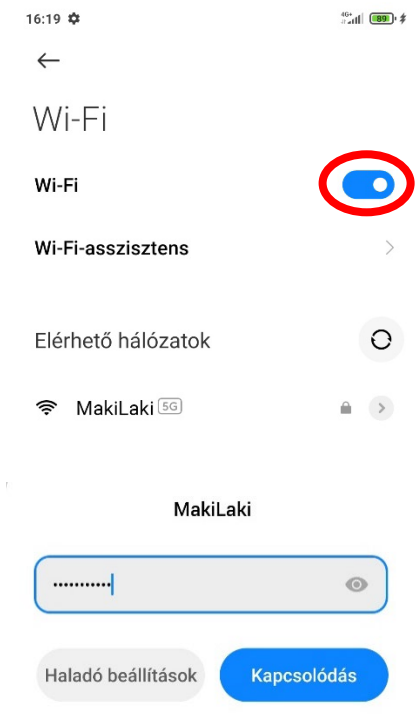 16:19 4G+ 89
Wi-Fi
Wi-Fi
Wi-Fi-asszisztens
Elérhető hálózatok
MakiLaki 5G
MakiLaki
•••••••••••
Haladó beállítások Kapcsolódás